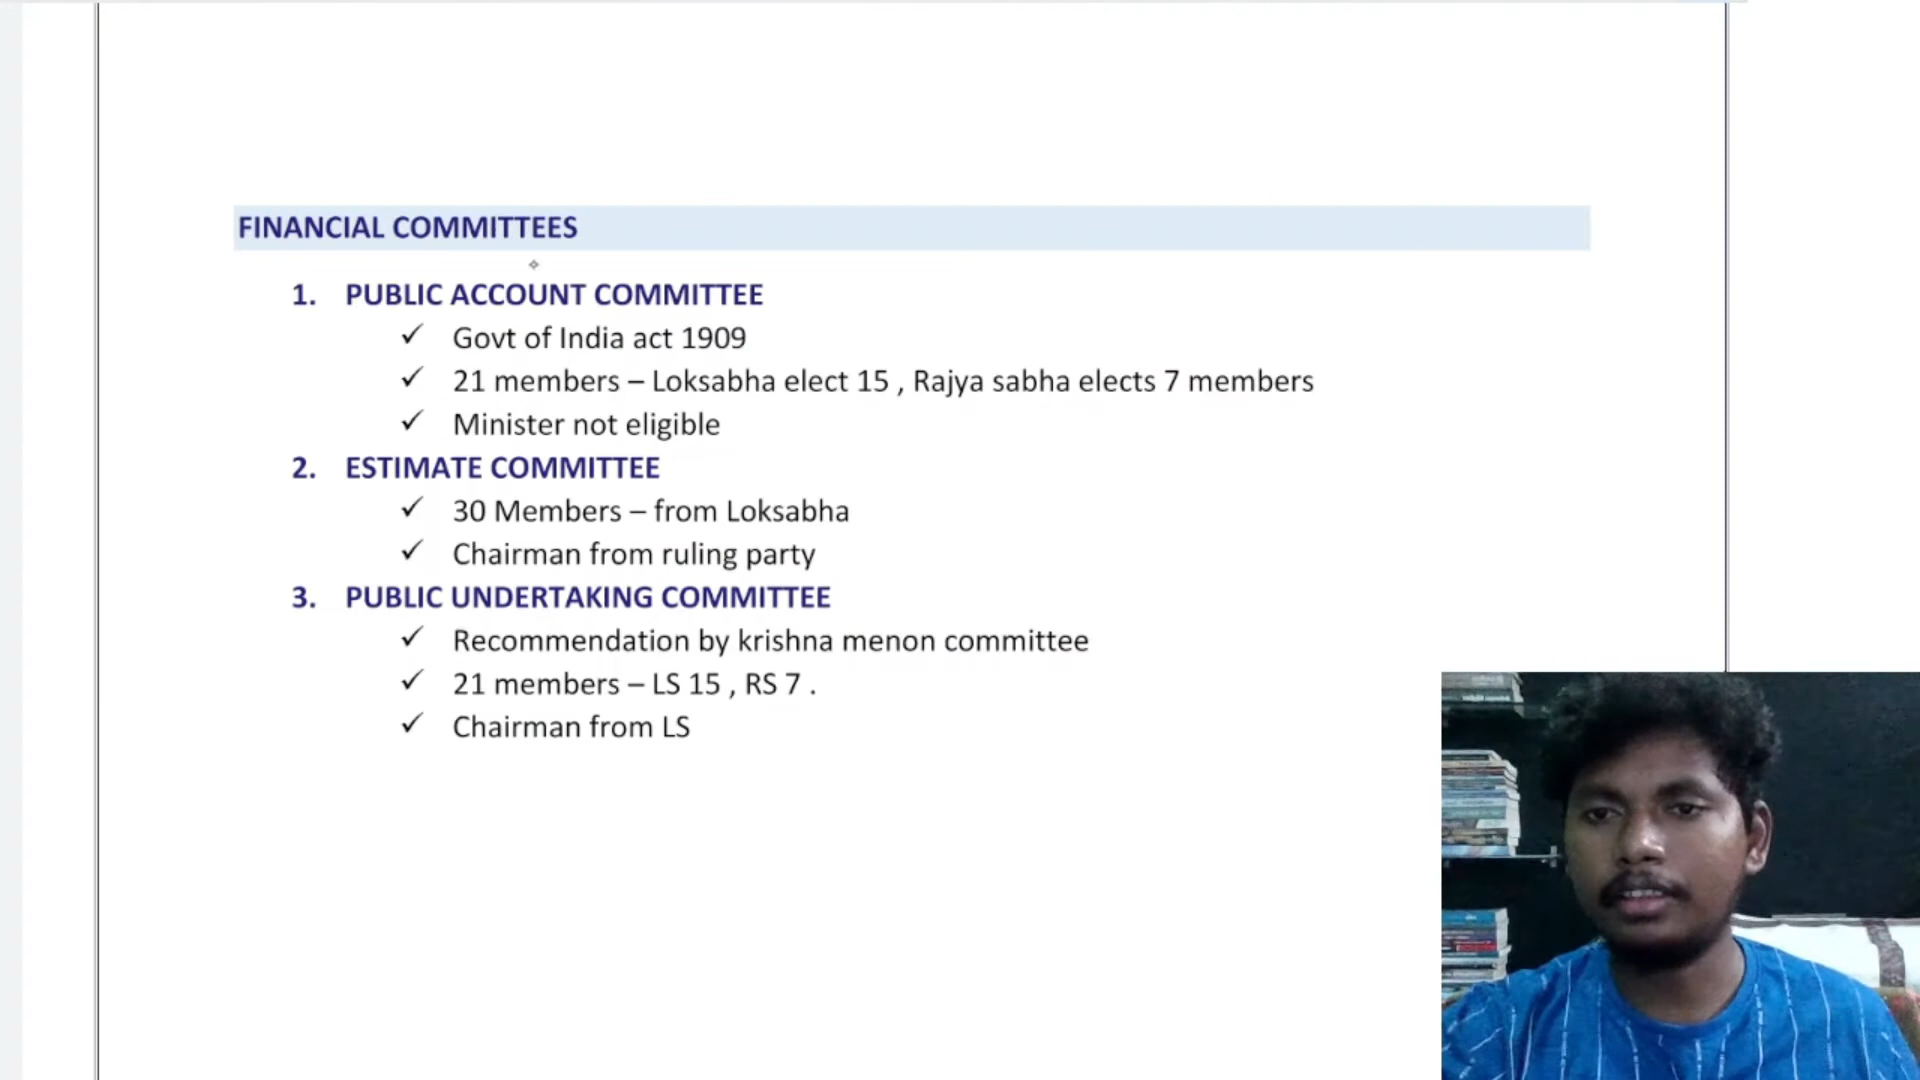 FINANCIAL COMMITTEES
1. PUBLIC ACCOUNT COMMITTEE
✓ Govt of India act 1909
✓ 21 members – Loksabha elect 15 , Rajya sabha elects 7 members
✓ Minister not eligible
2. ESTIMATE COMMITTEE
✓ 30 Members – from Loksabha
✓ Chairman from ruling party
3. PUBLIC UNDERTAKING COMMITTEE
✓ Recommendation by krishna menon committee
✓ 21 members – LS 15 , RS 7 .
✓ Chairman from LS